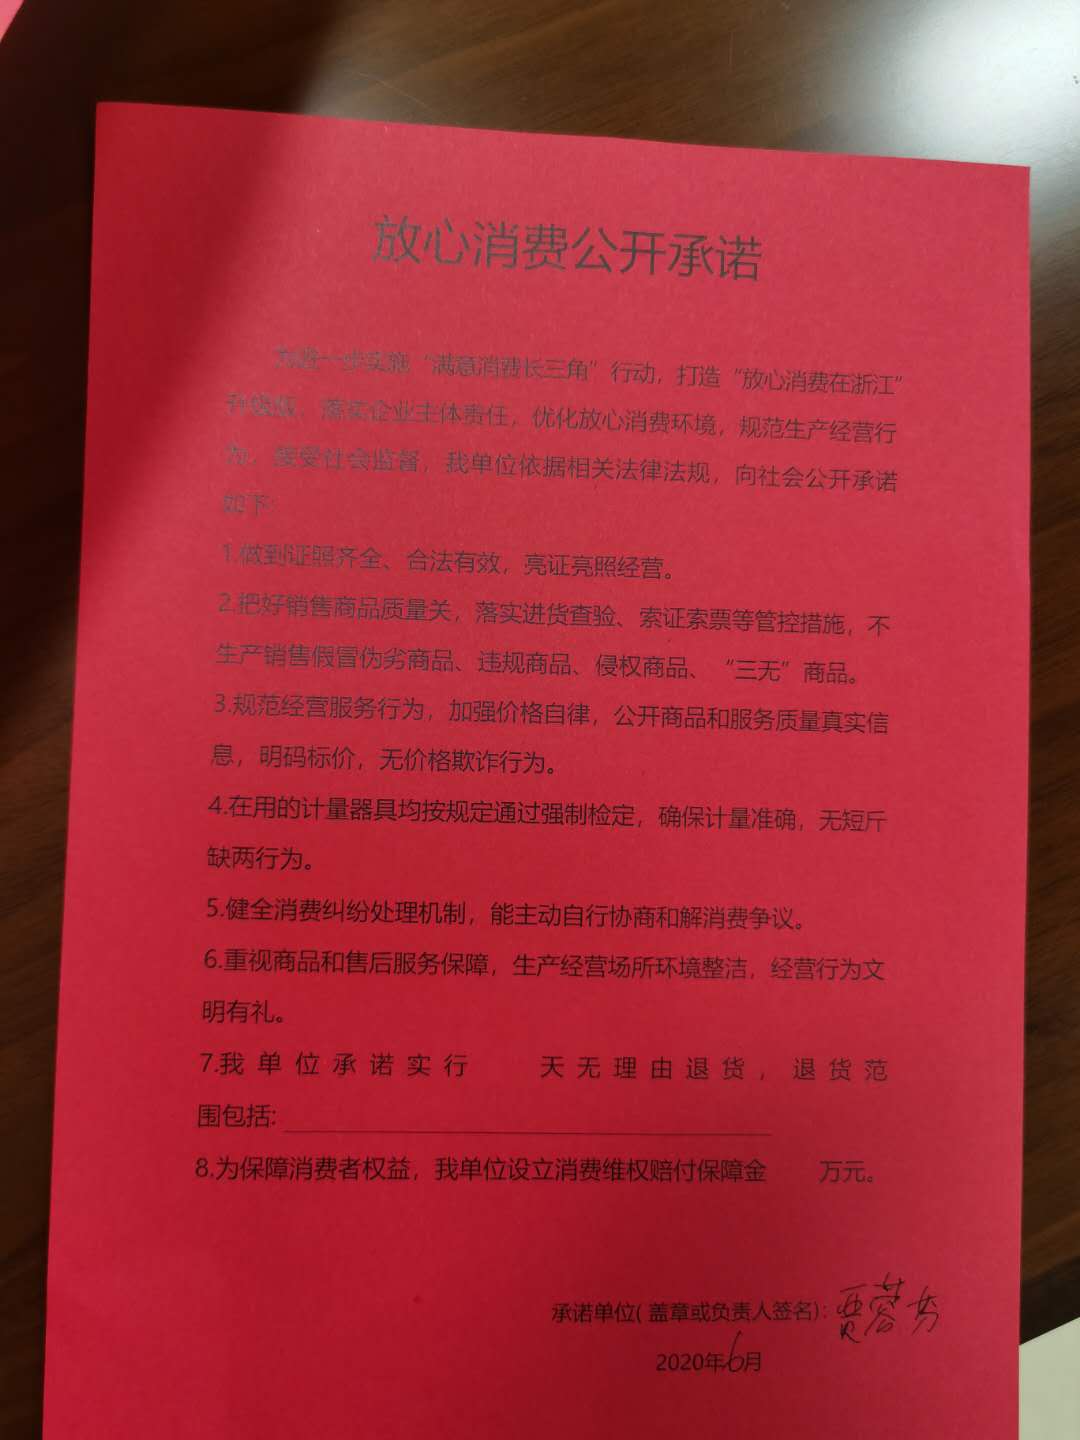 放心消费公开承诺
为进一步实施“满意消费长三角”行动，打造“放心消费在浙江”
升级版，落实企业主体责任，优化放心消费环境，规范生产经营行
为，接受社会监督，我单位依据相关法律法规，向社会公开承诺
如下:
1.做到证照齐全、合法有效，亮证亮照经营。
2.把好销售商品质量关，落实进货查验、索证索票等管控措施，不
生产销售假冒伪劣商品、违规商品、侵权商品、“三无”商品。
3.规范经营服务行为，加强价格自律，公开商品和服务质量真实信
息，明码标价，无价格欺诈行为。
4.在用的计量器具均按规定通过强制检定，确保计量准确，无短斤
缺两行为。
5.健全消费纠纷处理机制，能主动自行协商和解消费争议。
6.重视商品和售后服务保障，生产经营场所环境整洁，经营行为文
明有礼。
7.我单位承诺实行 天无理由退货，退货范
围包括:
8.为保障消费者权益，我单位设立消费维权赔付保障金 万元。
承诺单位( 盖章或负责人签名): 贾蓉
2020年6月